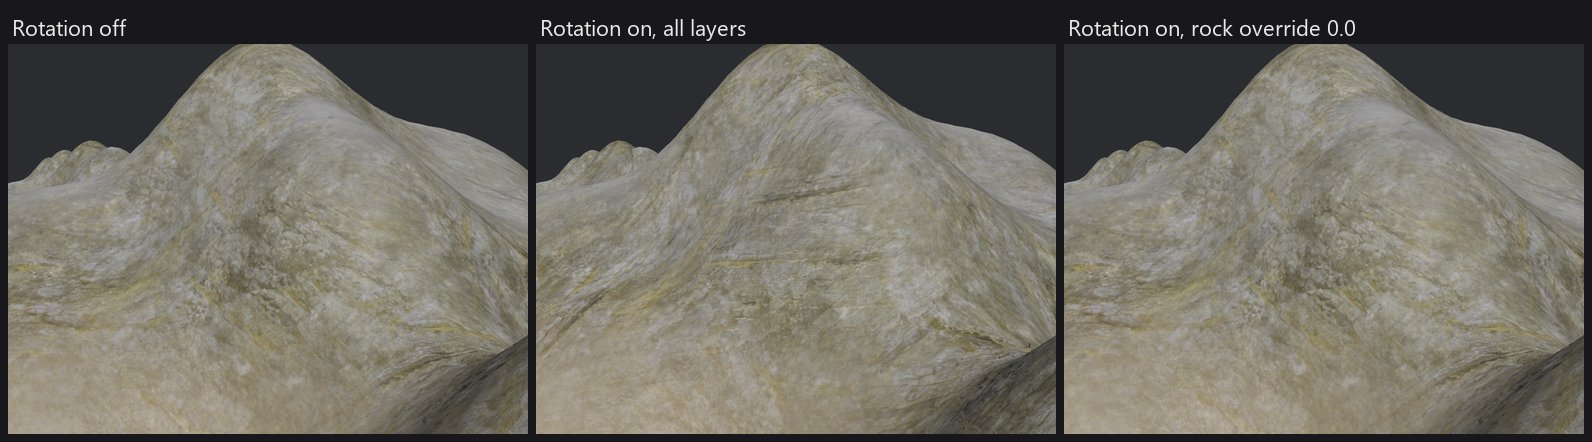 Rotation off
Rotation on, all layers
Rotation on, rock override 0.0